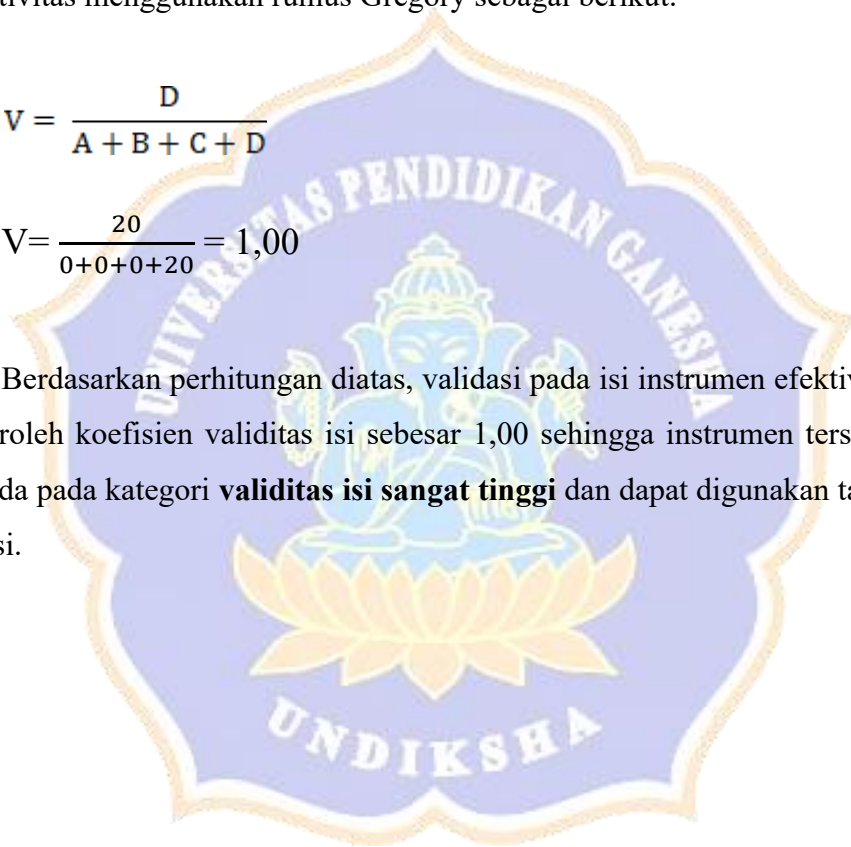 tivitas menggunakan rumus Gregory sebagai berikut.
V = D / (A + B + C + D)
V= 20 / (0+0+0+20) = 1,00
UNIVERSITAS PENDIDIKAN GANESHA
Berdasarkan perhitungan diatas, validasi pada isi instrumen efektiv
roleh koefisien validitas isi sebesar 1,00 sehingga instrumen ters
da pada kategori validitas isi sangat tinggi dan dapat digunakan ta
si.
UNDIKSHA